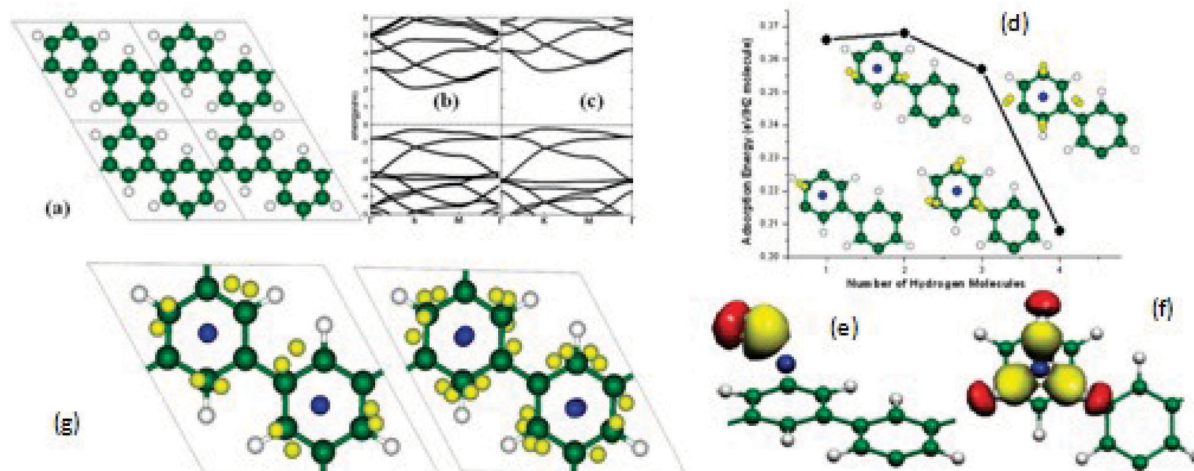 (a)
(b)
(c)
Γ K M Γ
Γ K M Γ
(d)
Adsorption Energy (eV/H2 molecule)
0.27
0.26
0.25
0.24
0.23
0.22
0.21
0.20
1 2 3 4
Number of Hydrogen Molecules
(e)
(f)
(g)